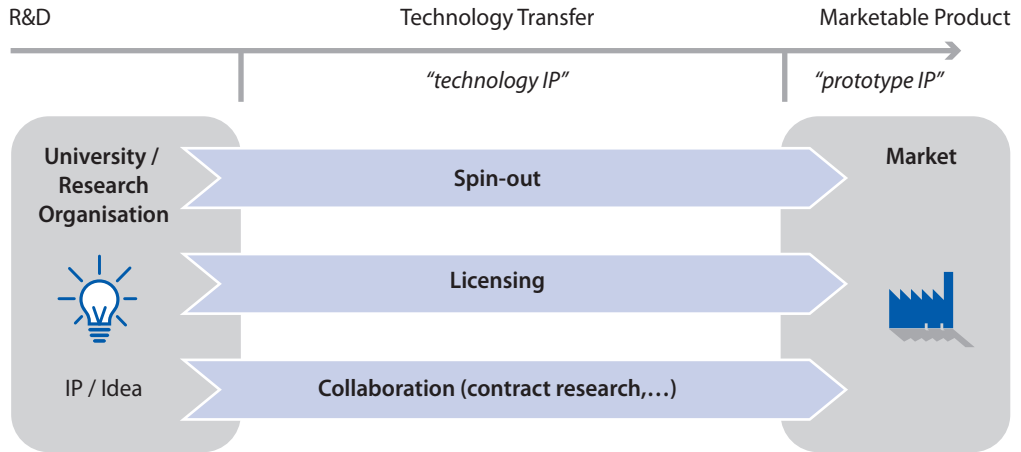 R&D
Technology Transfer
Marketable Product
“technology IP”
“prototype IP”
University /
Research
Organisation
IP / Idea
Spin-out
Licensing
Collaboration (contract research,…)
Market